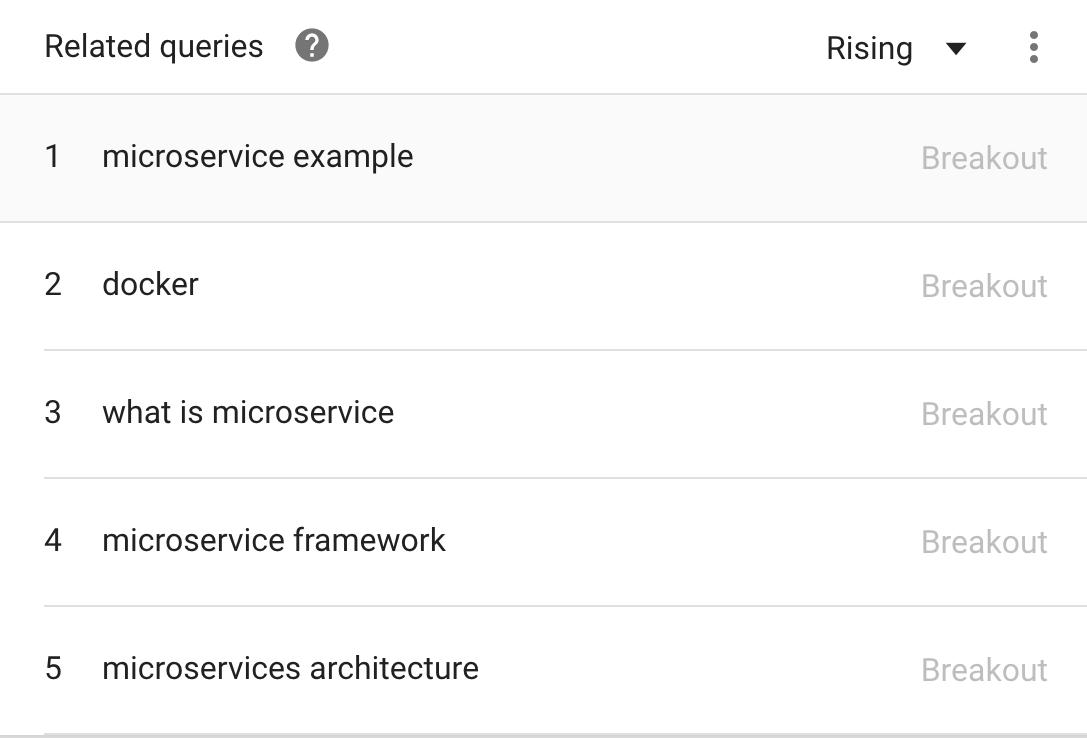 Related queries ?
Rising
1 microservice example Breakout
2 docker Breakout
3 what is microservice Breakout
4 microservice framework Breakout
5 microservices architecture Breakout